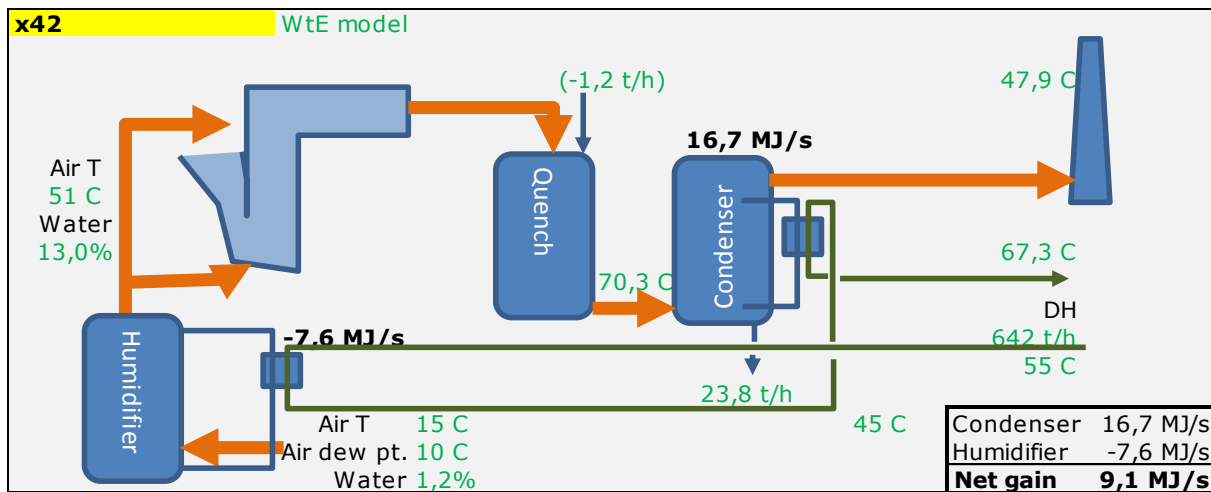 x42 WtE model
(-1,2 t/h)
47,9 C
16,7 MJ/s
Air T
51 C
Water
13,0%
Quench
Condenser
67,3 C
70,3 C
DH
642 t/h
55 C
Humidifier
-7,6 MJ/s
23,8 t/h
Air T 15 C
45 C
Air dew pt. 10 C
Water 1,2%
Condenser 16,7 MJ/s
Humidifier -7,6 MJ/s
Net gain 9,1 MJ/s